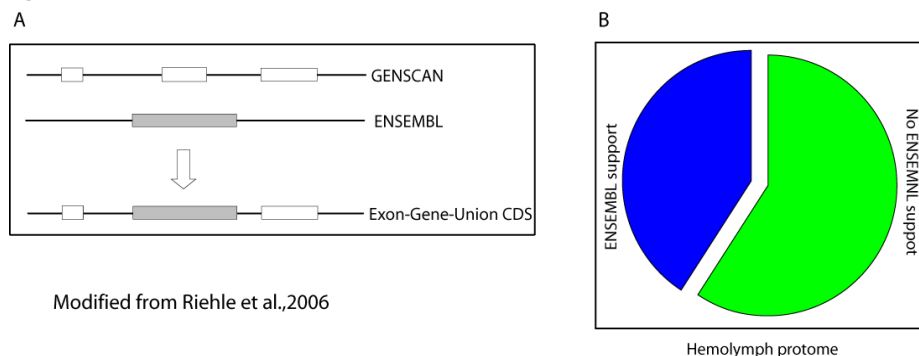 A
GENSCAN
ENSEMBL
Exon-Gene-Union CDS
Modified from Riehle et al.,2006
B
ENSEMBL support
No ENSEMNL suppot
Hemolymph protome